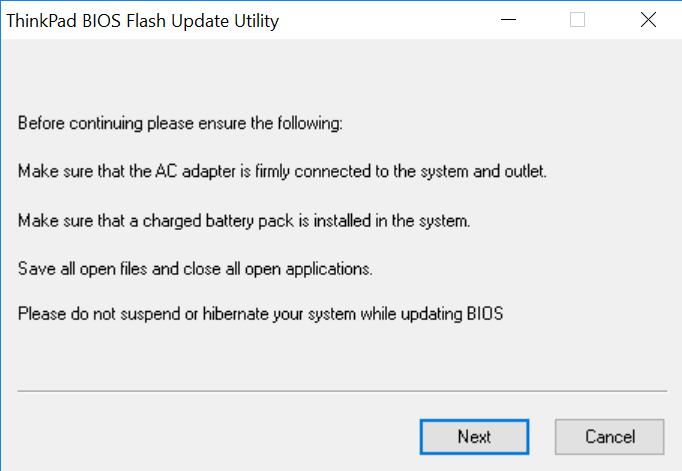 ThinkPad BIOS Flash Update Utility
Before continuing please ensure the following:
Make sure that the AC adapter is firmly connected to the system and outlet.
Make sure that a charged battery pack is installed in the system.
Save all open files and close all open applications.
Please do not suspend or hibernate your system while updating BIOS
Next
Cancel